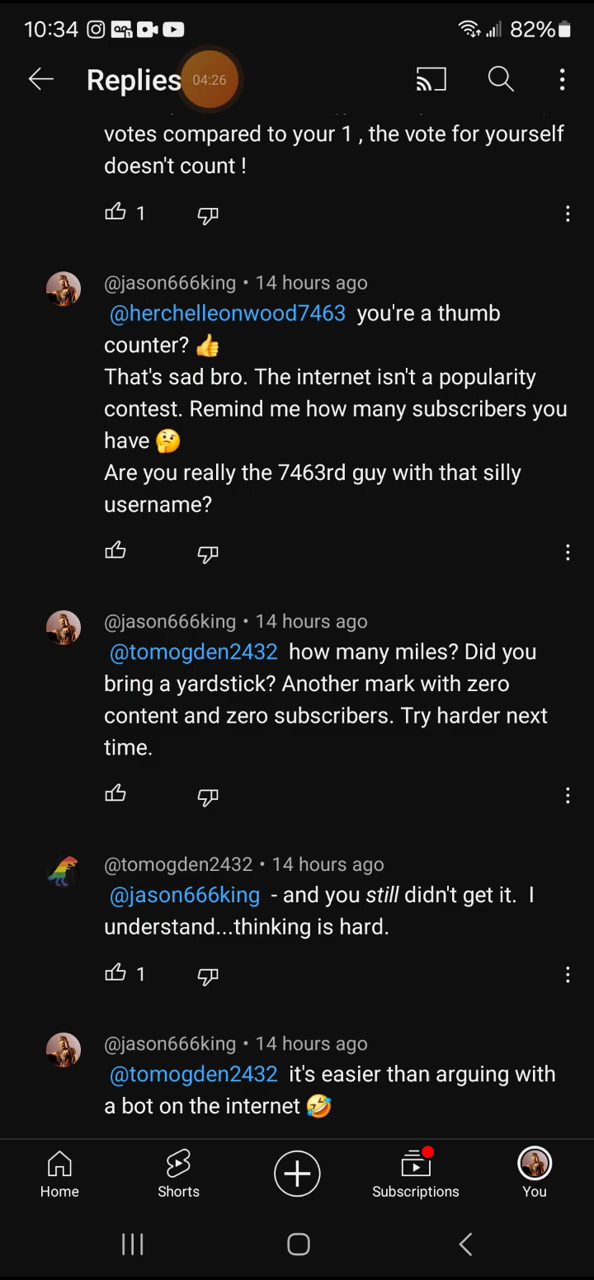 10:34
82%
Replies
04:26
votes compared to your 1 , the vote for yourself
doesn't count !
1
@jason666king • 14 hours ago
@herchelleonwood7463 you're a thumb
counter? 👍
That's sad bro. The internet isn't a popularity
contest. Remind me how many subscribers you
have 🤔
Are you really the 7463rd guy with that silly
username?
@jason666king • 14 hours ago
@tomogden2432 how many miles? Did you
bring a yardstick? Another mark with zero
content and zero subscribers. Try harder next
time.
@tomogden2432 • 14 hours ago
@jason666king - and you still didn't get it. I
understand...thinking is hard.
1
@jason666king • 14 hours ago
@tomogden2432 it's easier than arguing with
a bot on the internet 🤣
Home
Shorts
Subscriptions
You